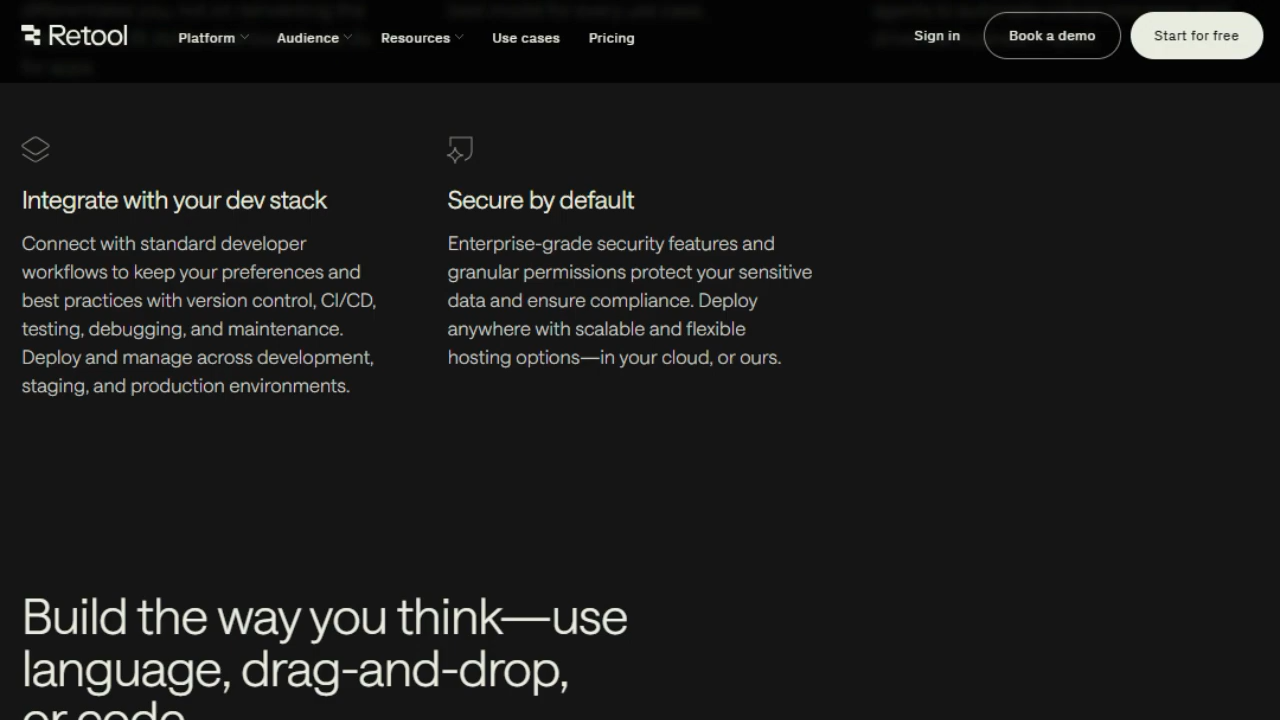 Retool
Platform
Audience
Resources
Use cases
Pricing
Sign in
Book a demo
Start for free
Integrate with your dev stack
Connect with standard developer
workflows to keep your preferences and
best practices with version control, CI/CD,
testing, debugging, and maintenance.
Deploy and manage across development,
staging, and production environments.
Secure by default
Enterprise-grade security features and
granular permissions protect your sensitive
data and ensure compliance. Deploy
anywhere with scalable and flexible
hosting options—in your cloud, or ours.
Build the way you think—use
language, drag-and-drop,
or code